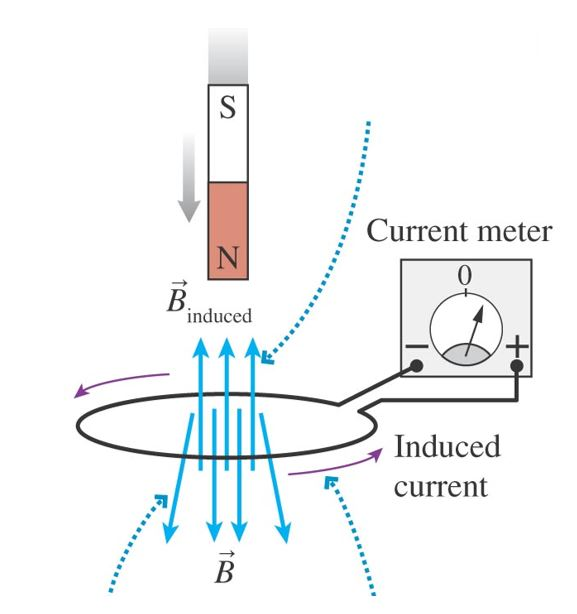 S
N
Current meter
0
− +
B⃗induced
Induced
current
B⃗